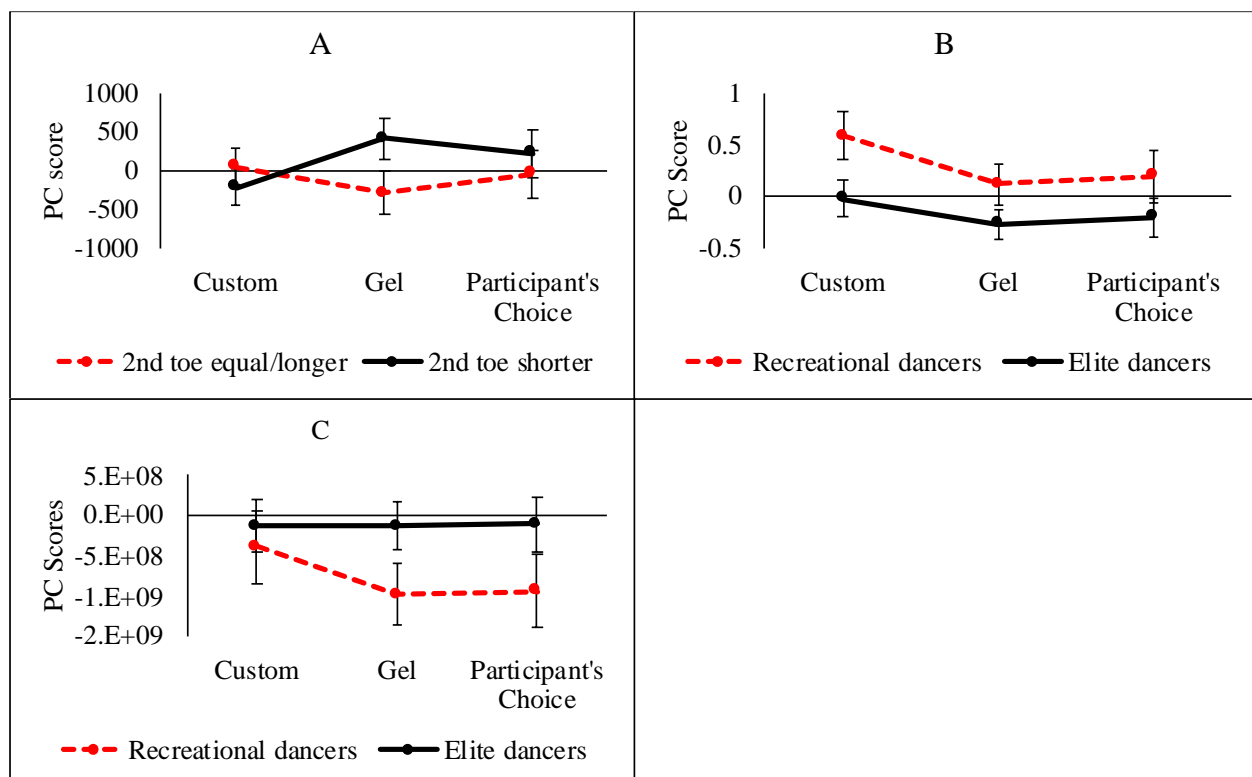 A
PC score
1000
500
0
-500
-1000
Custom
Gel
Participant's
Choice
2nd toe equal/longer
2nd toe shorter
B
PC Score
1
0.5
0
-0.5
Custom
Gel
Participant's
Choice
Recreational dancers
Elite dancers
C
PC Scores
5.E+08
0.E+00
-5.E+08
-1.E+09
-2.E+09
Custom
Gel
Participant's
Choice
Recreational dancers
Elite dancers